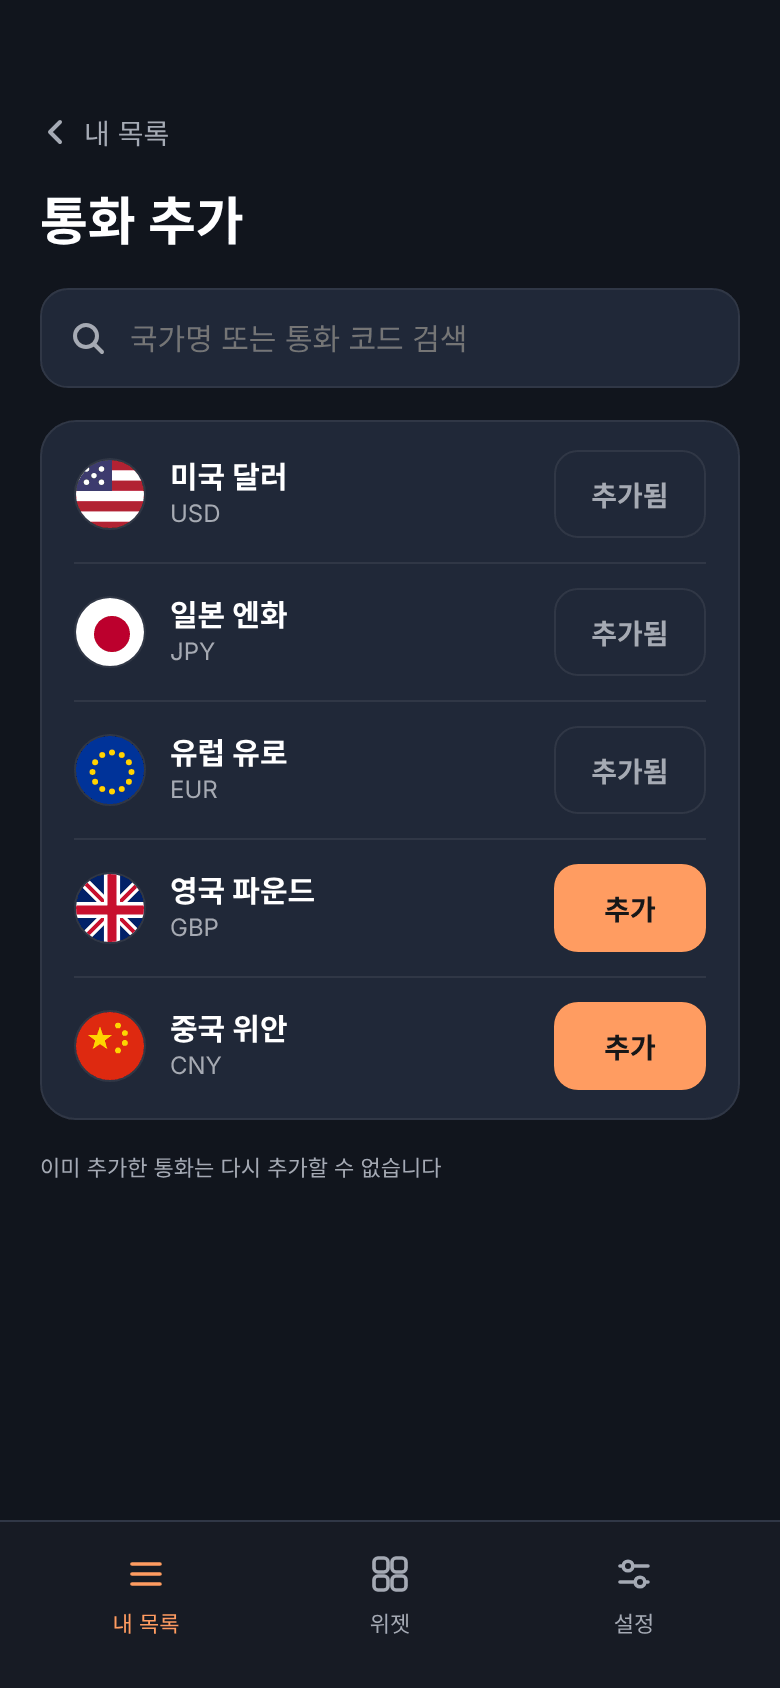 내 목록
통화 추가
국가명 또는 통화 코드 검색
미국 달러
USD
추가됨
일본 엔화
JPY
추가됨
유럽 유로
EUR
추가됨
영국 파운드
GBP
추가
중국 위안
CNY
추가
이미 추가한 통화는 다시 추가할 수 없습니다
내 목록
위젯
설정